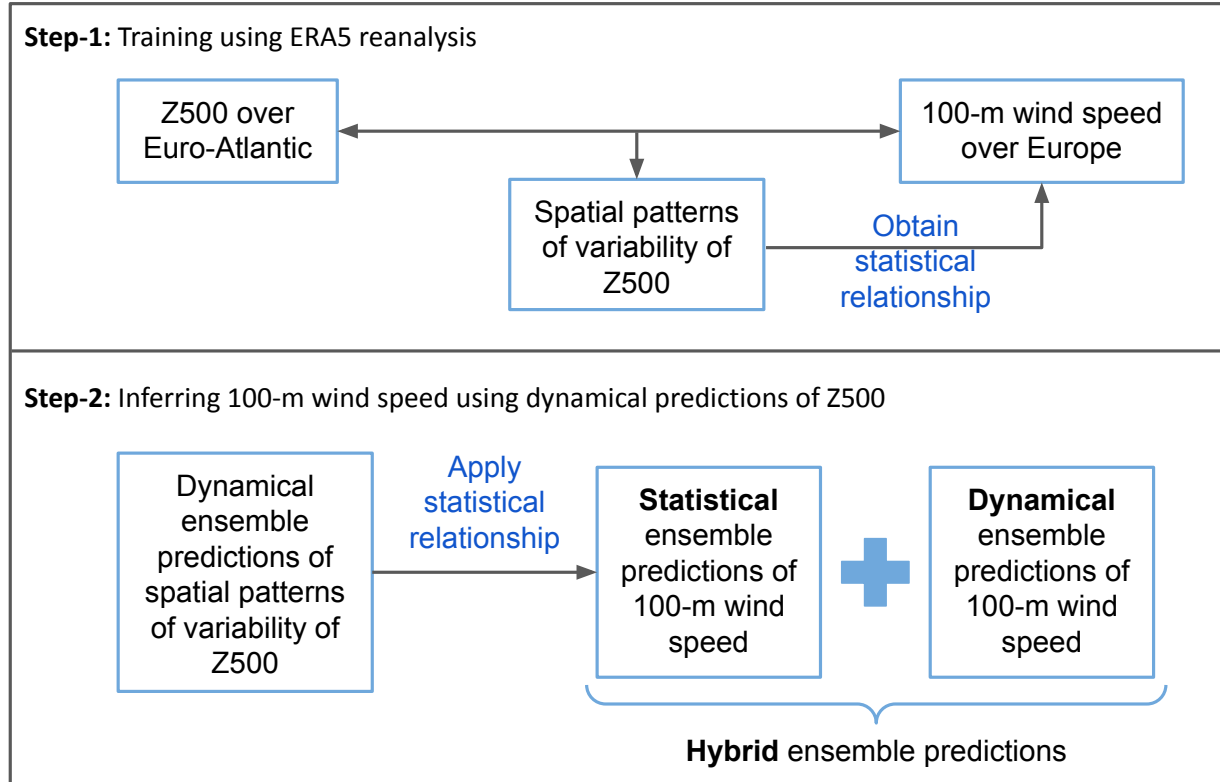 Step-1: Training using ERA5 reanalysis
Z500 over
Euro-Atlantic
100-m wind speed
over Europe
Spatial patterns
of variability of
Z500
Obtain
statistical
relationship
Step-2: Inferring 100-m wind speed using dynamical predictions of Z500
Dynamical
ensemble
predictions of
spatial patterns
of variability of
Z500
Apply
statistical
relationship
Statistical
ensemble
predictions of
100-m wind
speed
Dynamical
ensemble
predictions of
100-m wind
speed
Hybrid ensemble predictions